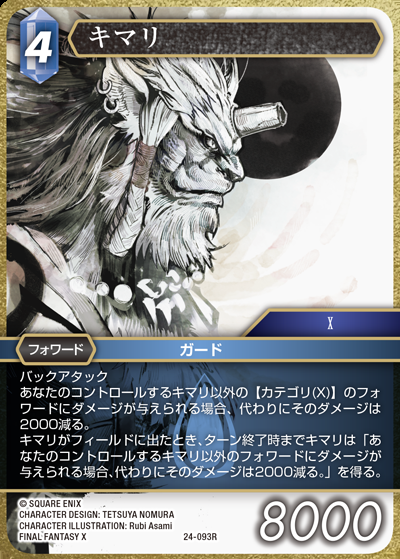 4
キマリ
X
フォワード
ガード
バックアタック
あなたのコントロールするキマリ以外の【カテゴリ(X)】のフォ
ワードにダメージが与えられる場合、代わりにそのダメージは
2000減る。
キマリがフィールドに出たとき、ターン終了時までキマリは「あ
なたのコントロールするキマリ以外のフォワードにダメージが
与えられる場合、代わりにそのダメージは2000減る。」を得る。
© SQUARE ENIX
CHARACTER DESIGN: TETSUYA NOMURA
CHARACTER ILLUSTRATION: Rubi Asami
FINAL FANTASY X
24-093R
8000